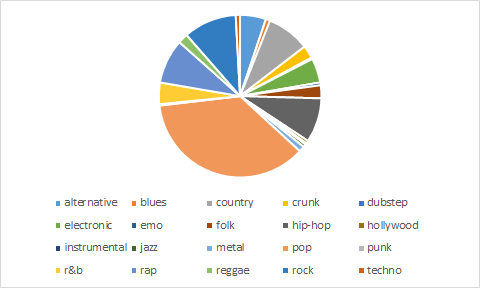 alternative blues country crunk dubstep
electronic emo folk hip-hop hollywood
instrumental jazz metal pop punk
r&b rap reggae rock techno